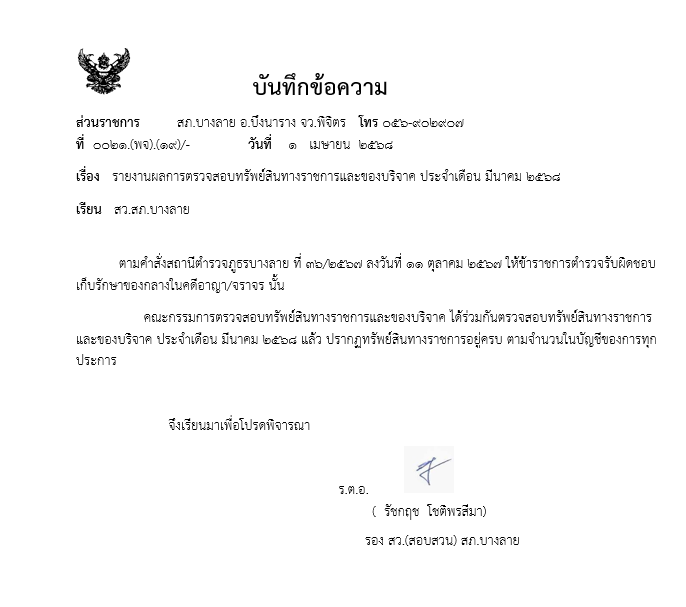 บันทึกข้อความ
ส่วนราชการ สภ.บางลาย อ.บึงนาราง จว.พิจิตร โทร ๐๕๖-๙๐๒๙๐๗
ที่ ๐๐๒๑.(พจ).(๑๙)/- วันที่ ๑ เมษายน ๒๕๖๘
เรื่อง รายงานผลการตรวจสอบทรัพย์สินทางราชการและของบริจาค ประจำเดือน มีนาคม ๒๕๖๘
เรียน สว.สภ.บางลาย
ตามคำสั่งสถานีตำรวจภูธรบางลาย ที่ ๓๖/๒๕๖๗ ลงวันที่ ๑๑ ตุลาคม ๒๕๖๗ ให้ข้าราชการตำรวจรับผิดชอบ
เก็บรักษาของกลางในคดีอาญา/จราจร นั้น
คณะกรรมการตรวจสอบทรัพย์สินทางราชการและของบริจาค ได้ร่วมกันตรวจสอบทรัพย์สินทางราชการ
และของบริจาค ประจำเดือน มีนาคม ๒๕๖๘ แล้ว ปรากฏทรัพย์สินทางราชการอยู่ครบ ตามจำนวนในบัญชีของการทุก
ประการ
จึงเรียนมาเพื่อโปรดพิจารณา
ร.ต.อ.
( รัชกฤช โชติพรสีมา)
รอง สว.(สอบสวน) สภ.บางลาย